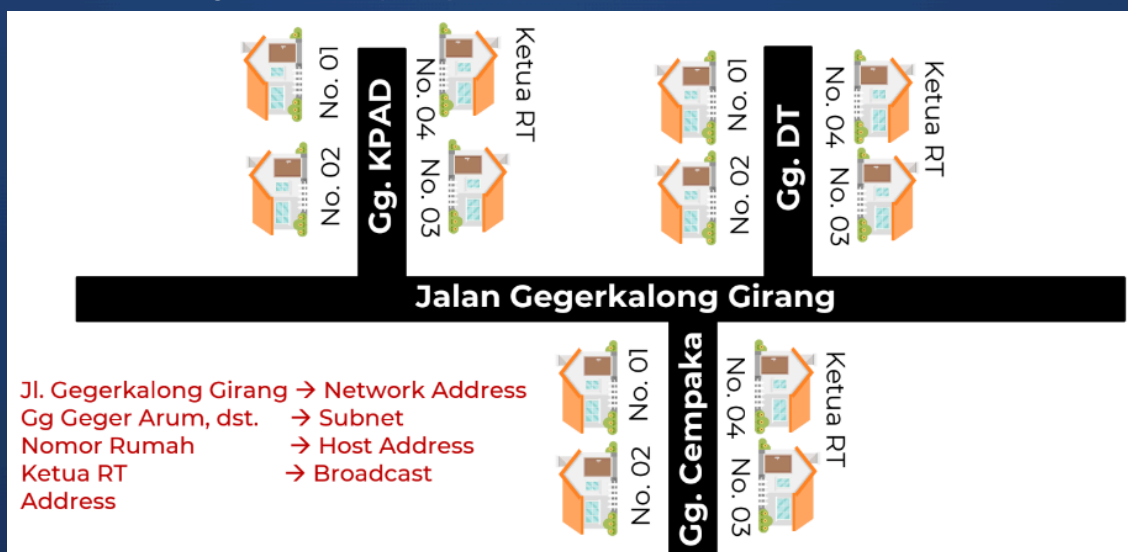 No. 01
No. 02
Gg. KPAD
No. 04
No. 03
Ketua RT
No. 01
No. 02
Gg. DT
No. 04
No. 03
Ketua RT
Jalan Gegerkalong Girang
No. 01
No. 02
Gg. Cempaka
No. 04
No. 03
Ketua RT
Jl. Gegerkalong Girang → Network Address
Gg Geger Arum, dst. → Subnet
Nomor Rumah → Host Address
Ketua RT → Broadcast
Address